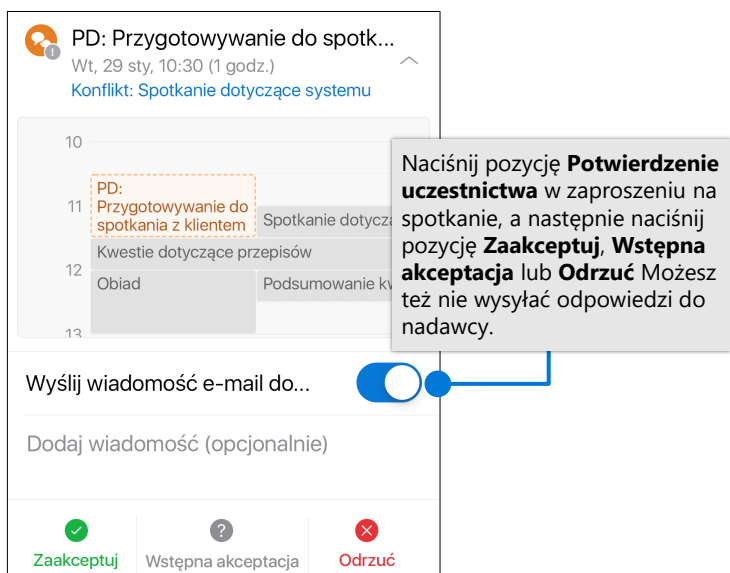 PD: Przygotowywanie do spotk...
Wt, 29 sty, 10:30 (1 godz.)
Konflikt: Spotkanie dotyczące systemu
10
PD:
Przygotowywanie do
spotkania z klientem
11
Spotkanie dotycz
Kwestie dotyczące przepisów
12
Obiad
Podsumowanie kw
13
Naciśnij pozycję Potwierdzenie
uczestnictwa w zaproszeniu na
spotkanie, a następnie naciśnij
pozycję Zaakceptuj, Wstępna
akceptacja lub Odrzuć Możesz
też nie wysyłać odpowiedzi do
nadawcy.
Wyślij wiadomość e-mail do...
Dodaj wiadomość (opcjonalnie)
Zaakceptuj
Wstępna akceptacja
Odrzuć